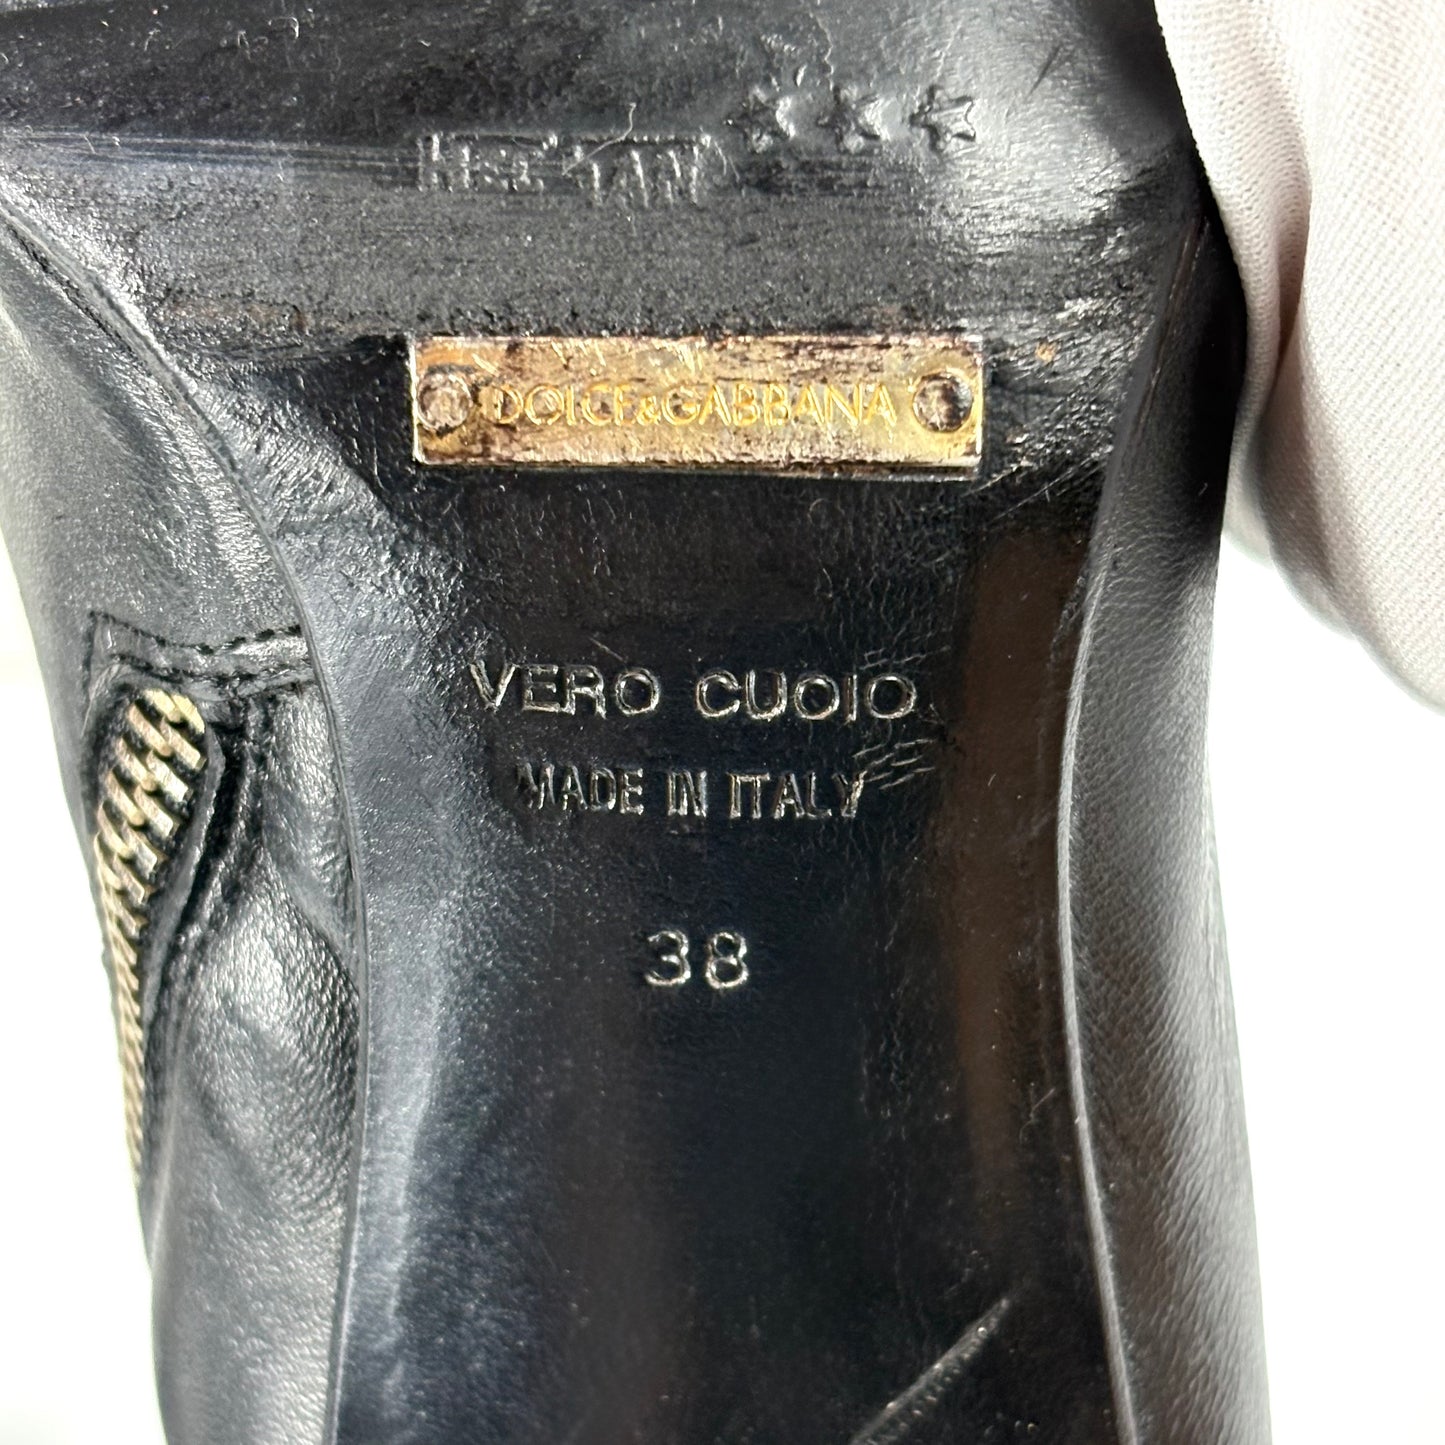 DOLCE&GABBANA
VERO CUOIO
MADE IN ITALY
38